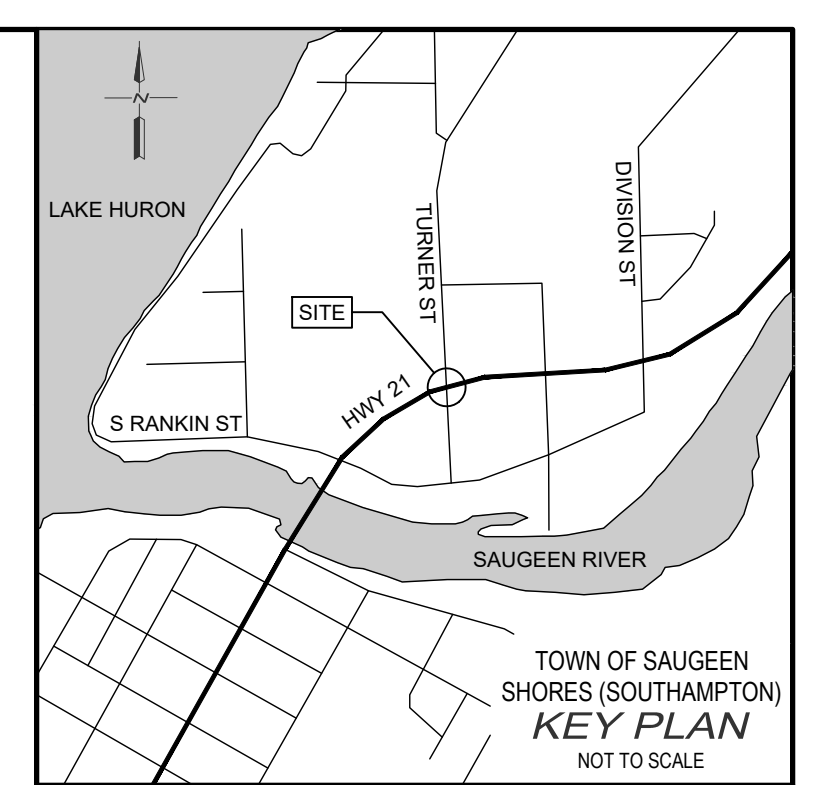 N
LAKE HURON
TURNER ST
DIVISION ST
SITE
HWY 21
S RANKIN ST
SAUGEEN RIVER
TOWN OF SAUGEEN
SHORES (SOUTHAMPTON)
KEY PLAN
NOT TO SCALE